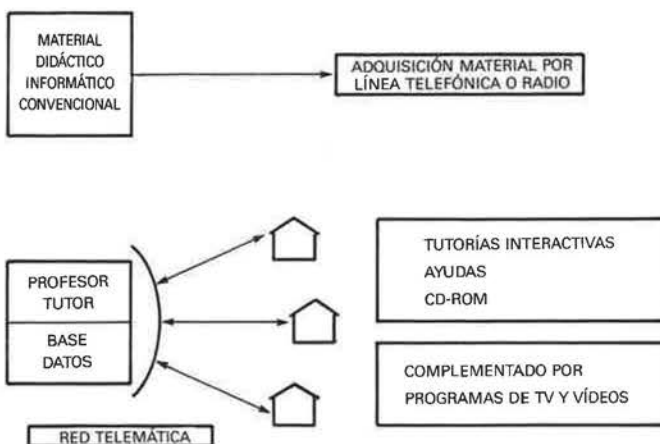 MATERIAL
DIDÁCTICO
INFORMÁTICO
CONVENCIONAL
ADQUISICIÓN MATERIAL POR
LÍNEA TELEFÓNICA O RADIO
PROFESOR
TUTOR
BASE
DATOS
RED TELEMÁTICA
TUTORÍAS INTERACTIVAS
AYUDAS
CD-ROM
COMPLEMENTADO POR
PROGRAMAS DE TV Y VÍDEOS